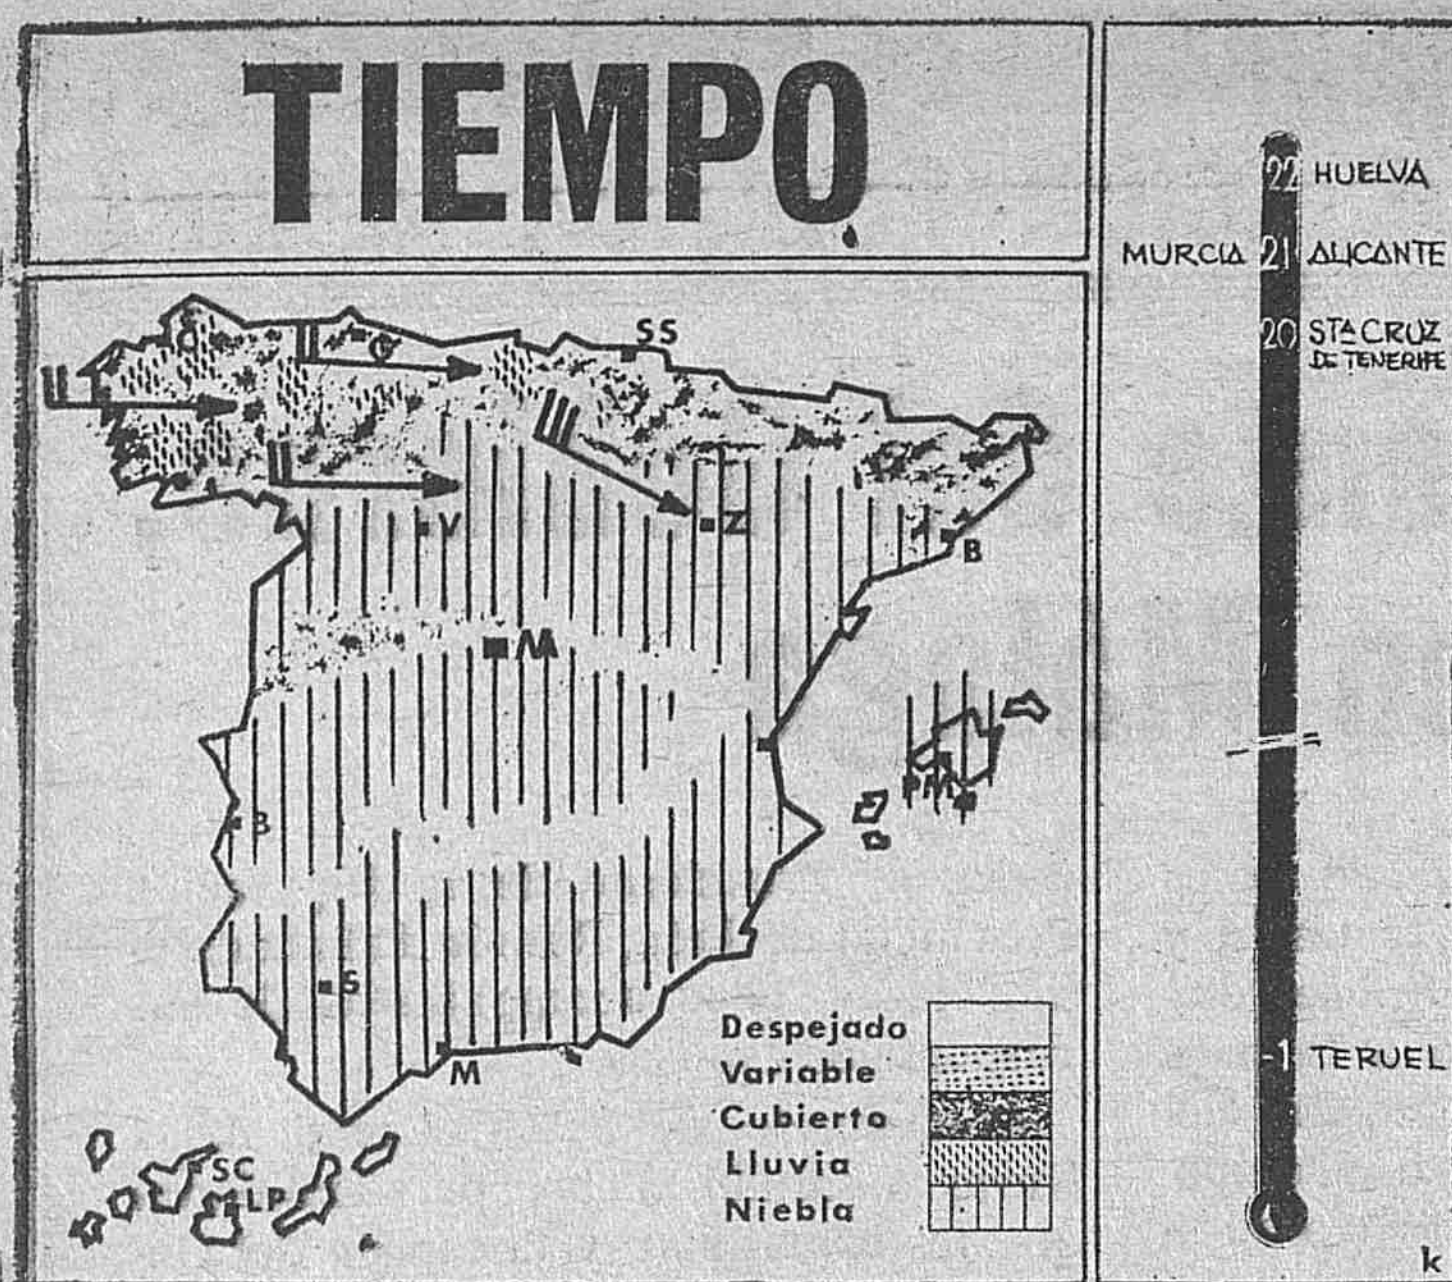 TIEMPO
22 HUELVA
MURCIA 21 ALICANTE
20 STA CRUZ
DE TENERIFE
-1 TERUEL
SS
V
Z
B
M
PM
B
S
M
SC
LP
Despejado
Variable
Cubierto
Lluvia
Niebla
k